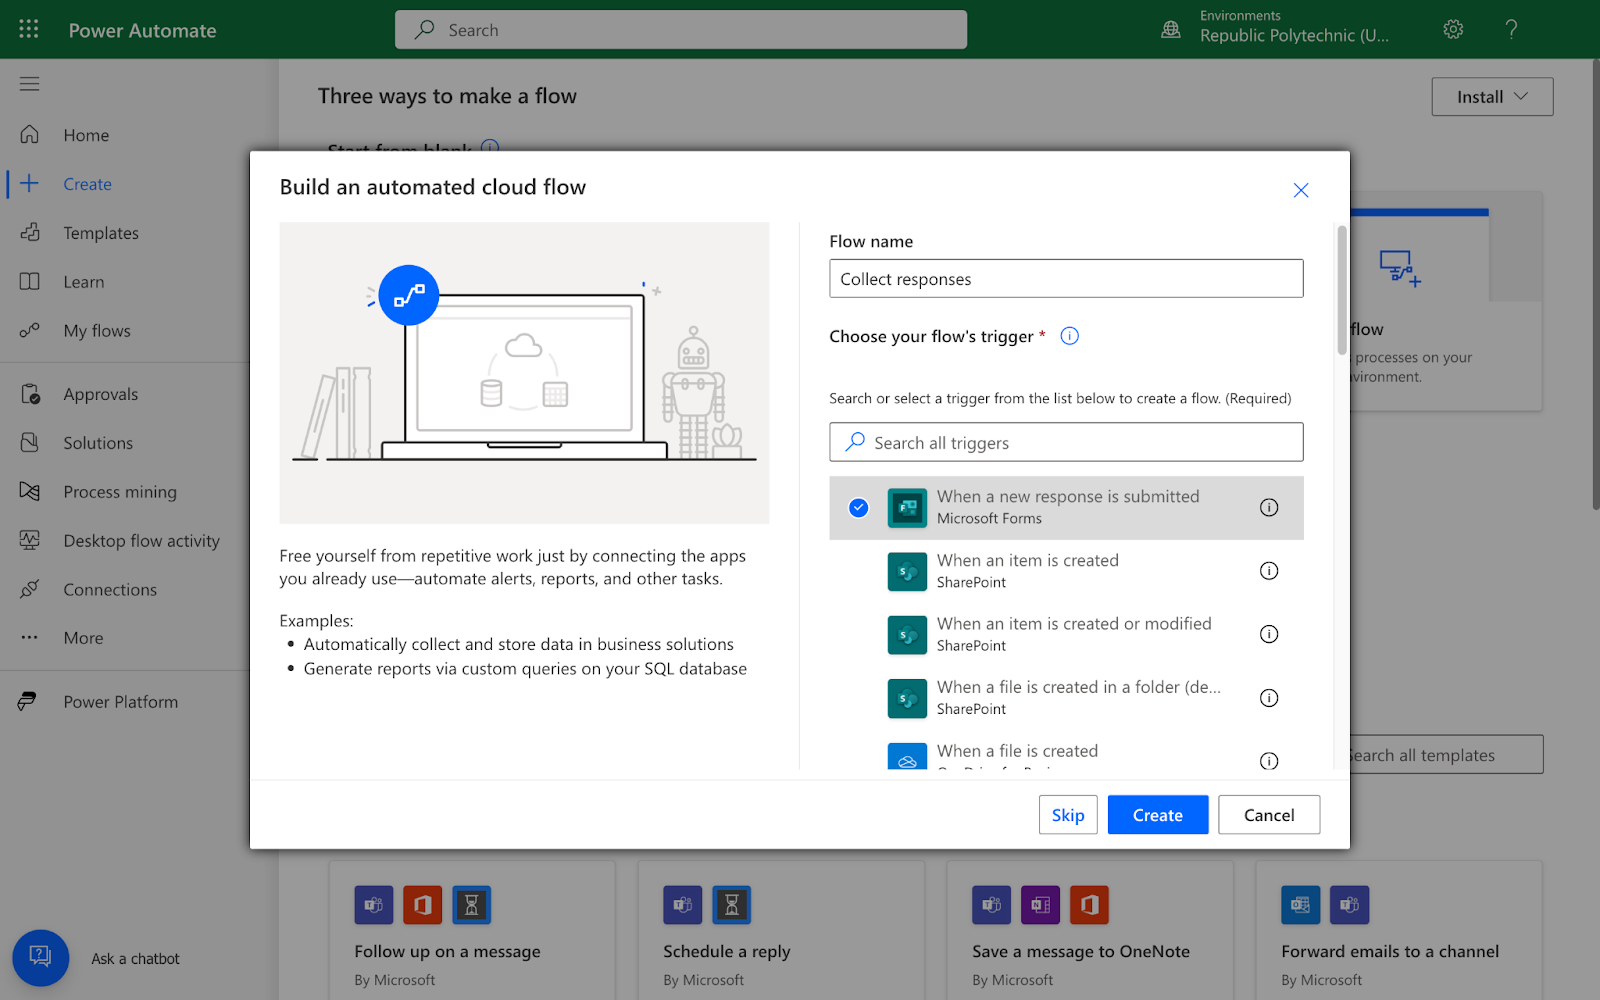 Power Automate
Search
Environments
Republic Polytechnic (U...
Home
Create
Templates
Learn
My flows
Approvals
Solutions
Process mining
Desktop flow activity
Connections
More
Power Platform
Ask a chatbot
Three ways to make a flow
Install
Start from blank
Build an automated cloud flow
Free yourself from repetitive work just by connecting the apps
you already use—automate alerts, reports, and other tasks.
Examples:
• Automatically collect and store data in business solutions
• Generate reports via custom queries on your SQL database
Flow name
Collect responses
Choose your flow's trigger *
Search or select a trigger from the list below to create a flow. (Required)
Search all triggers
When a new response is submitted
Microsoft Forms
When an item is created
SharePoint
When an item is created or modified
SharePoint
When a file is created in a folder (de...
SharePoint
When a file is created
Skip
Create
Cancel
flow
processes on your
Search all templates
Follow up on a message
By Microsoft
Schedule a reply
By Microsoft
Save a message to OneNote
By Microsoft
Forward emails to a channel
By Microsoft